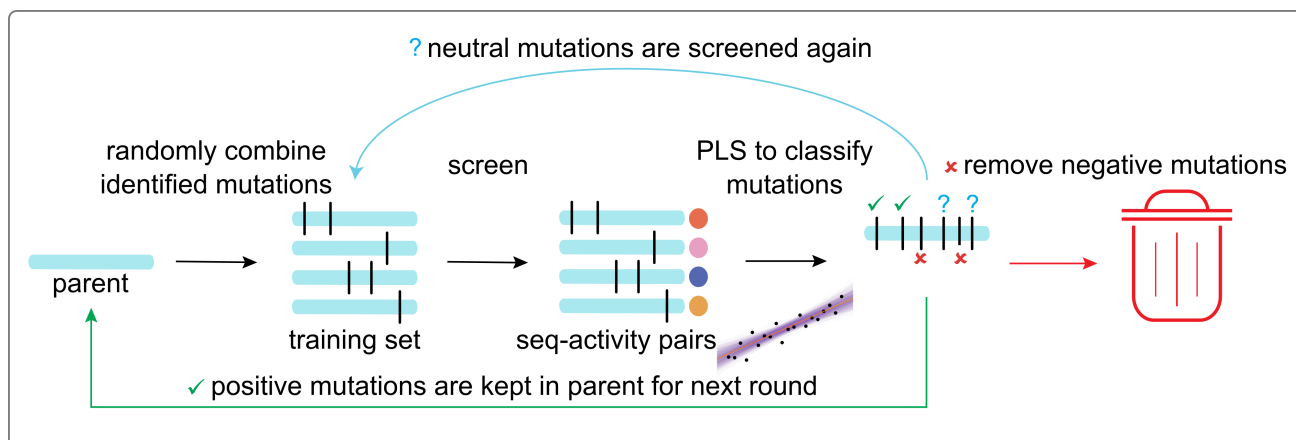 ? neutral mutations are screened again
randomly combine
identified mutations
screen
PLS to classify
mutations
✘ remove negative mutations
✓ ✓ ? ?
✘ ✘
parent
training set
seq-activity pairs
✓ positive mutations are kept in parent for next round